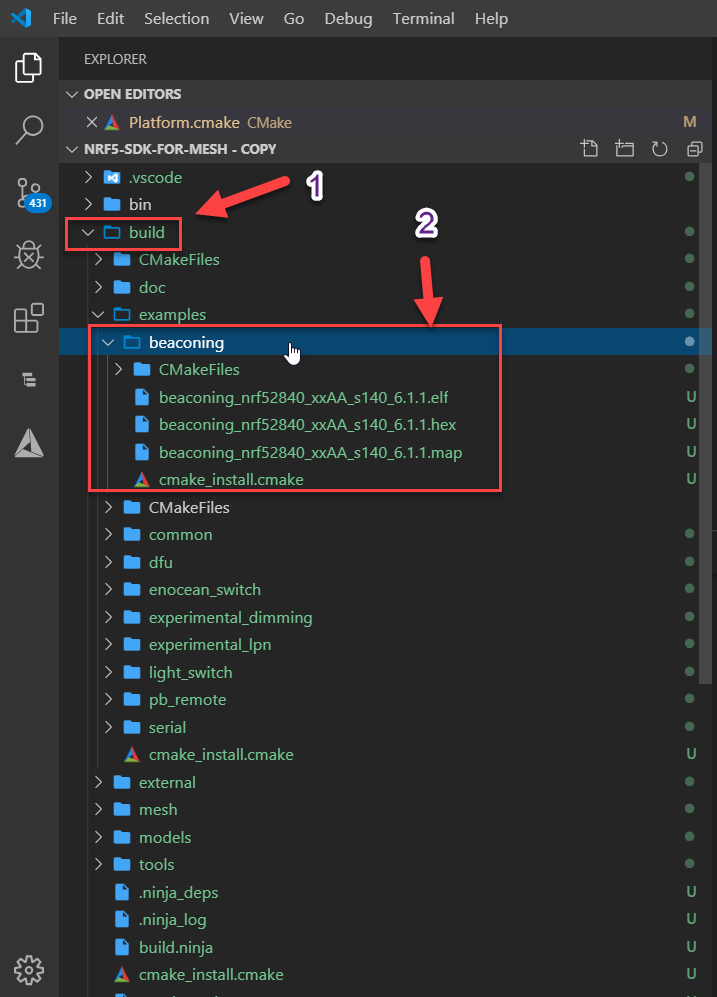 File Edit Selection View Go Debug Terminal Help
EXPLORER
OPEN EDITORS
Platform.cmake CMake M
NRF5-SDK-FOR-MESH - COPY
.vscode
1
bin
431
build
2
CMakeFiles
doc
examples
beaconing
CMakeFiles
beaconing_nrf52840_xxAA_s140_6.1.1.elf U
beaconing_nrf52840_xxAA_s140_6.1.1.hex U
beaconing_nrf52840_xxAA_s140_6.1.1.map U
cmake_install.cmake U
CMakeFiles
common
dfu
enocean_switch
experimental_dimming
experimental_lpn
light_switch
pb_remote
serial
cmake_install.cmake U
external
mesh
models
tools
.ninja_deps U
.ninja_log U
build.ninja U
cmake_install.cmake U